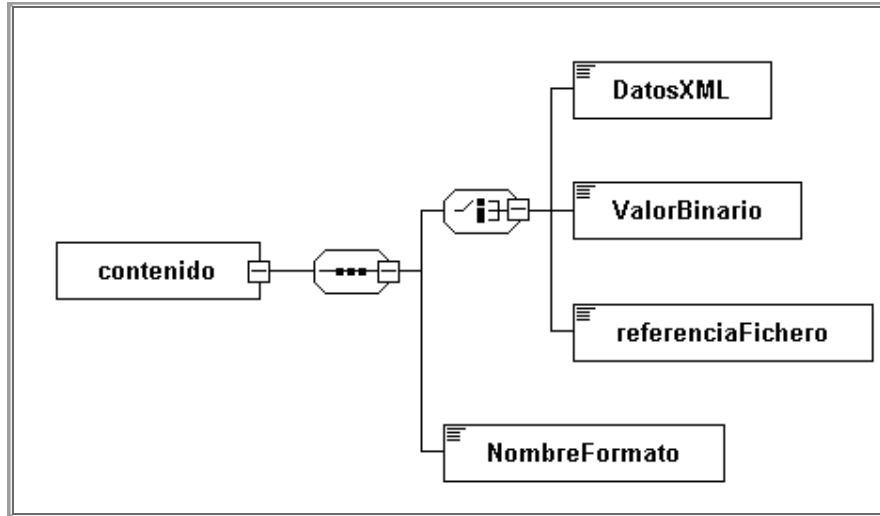 DatosXML
ValorBinario
contenido
referenciaFichero
NombreFormato